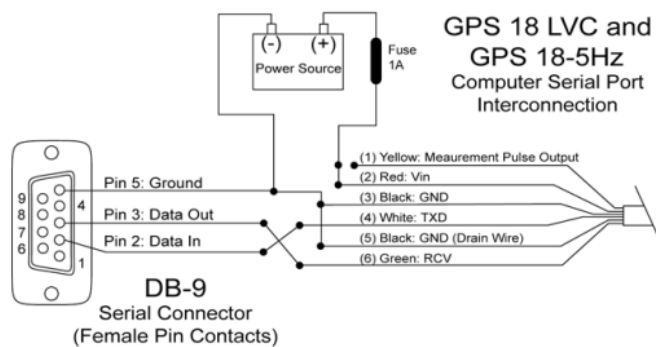 GPS 18 LVC and
GPS 18-5Hz
Computer Serial Port
Interconnection
(-) (+)
Power Source
Fuse
1A
(1) Yellow: Meaurement Pulse Output
(2) Red: Vin
(3) Black: GND
(4) White: TXD
(5) Black: GND (Drain Wire)
(6) Green: RCV
Pin 5: Ground
Pin 3: Data Out
Pin 2: Data In
9
8
7
6
4
1
DB-9
Serial Connector
(Female Pin Contacts)